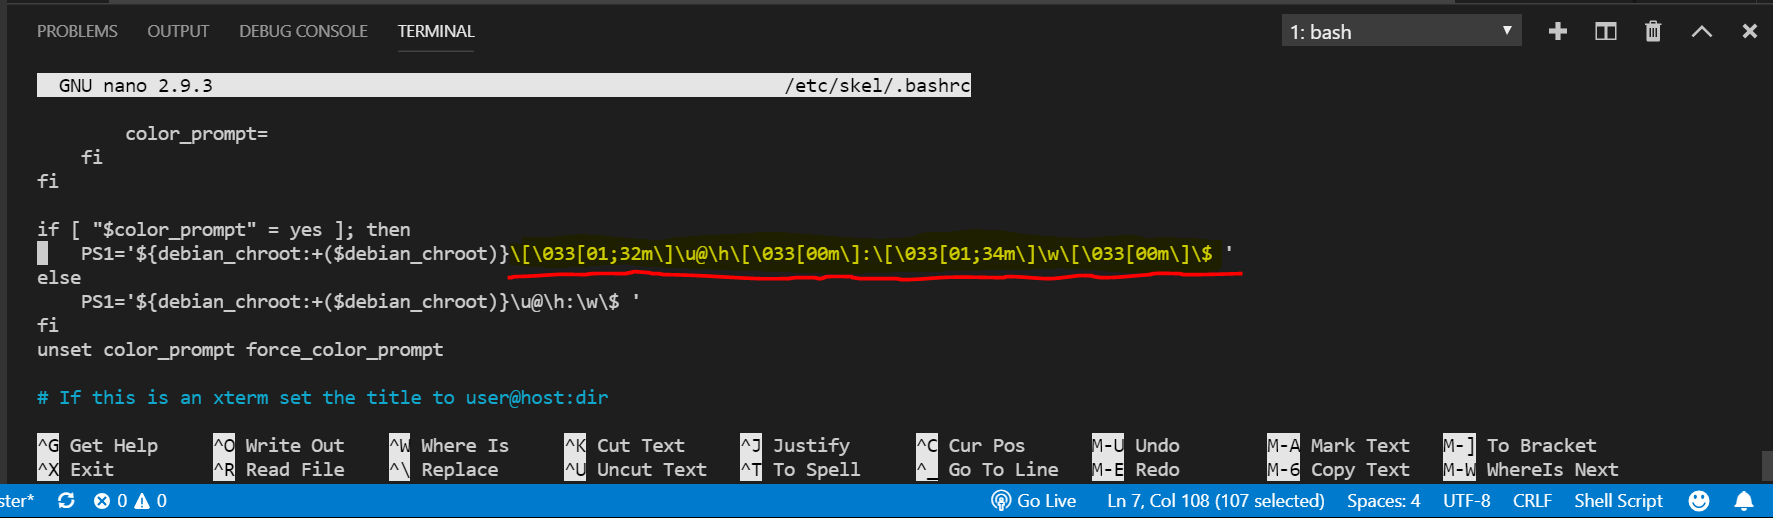 PROBLEMS OUTPUT DEBUG CONSOLE TERMINAL 1: bash
GNU nano 2.9.3 /etc/skel/.bashrc
color_prompt=
fi
fi
if [ "$color_prompt" = yes ]; then
PS1='${debian_chroot:+($debian_chroot)}\[\033[01;32m\]\u@\h\[\033[00m\]:\[\033[01;34m\]\w\[\033[00m\]\$ '
else
PS1='${debian_chroot:+($debian_chroot)}\u@\h:\w\$ '
fi
unset color_prompt force_color_prompt
# If this is an xterm set the title to user@host:dir
^G Get Help ^O Write Out ^W Where Is ^K Cut Text ^J Justify ^C Cur Pos M-U Undo M-A Mark Text M-] To Bracket
^X Exit ^R Read File ^\ Replace ^U Uncut Text ^T To Spell ^_ Go To Line M-E Redo M-6 Copy Text M-W WhereIs Next
ster* 0 0 Go Live Ln 7, Col 108 (107 selected) Spaces: 4 UTF-8 CRLF Shell Script